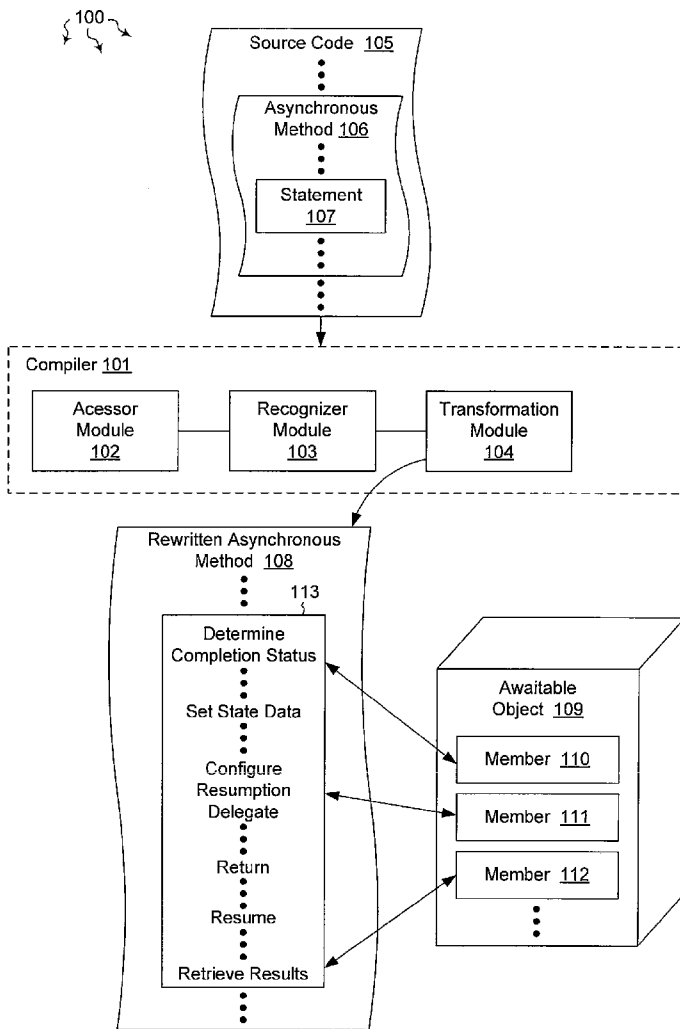 100
Source Code 105
Asynchronous
Method 106
Statement
107
Compiler 101
Acessor
Module
102
Recognizer
Module
103
Transformation
Module
104
Rewritten Asynchronous
Method 108
113
Determine
Completion Status
Set State Data
Configure
Resumption
Delegate
Return
Resume
Retrieve Results
Awaitable
Object 109
Member 110
Member 111
Member 112